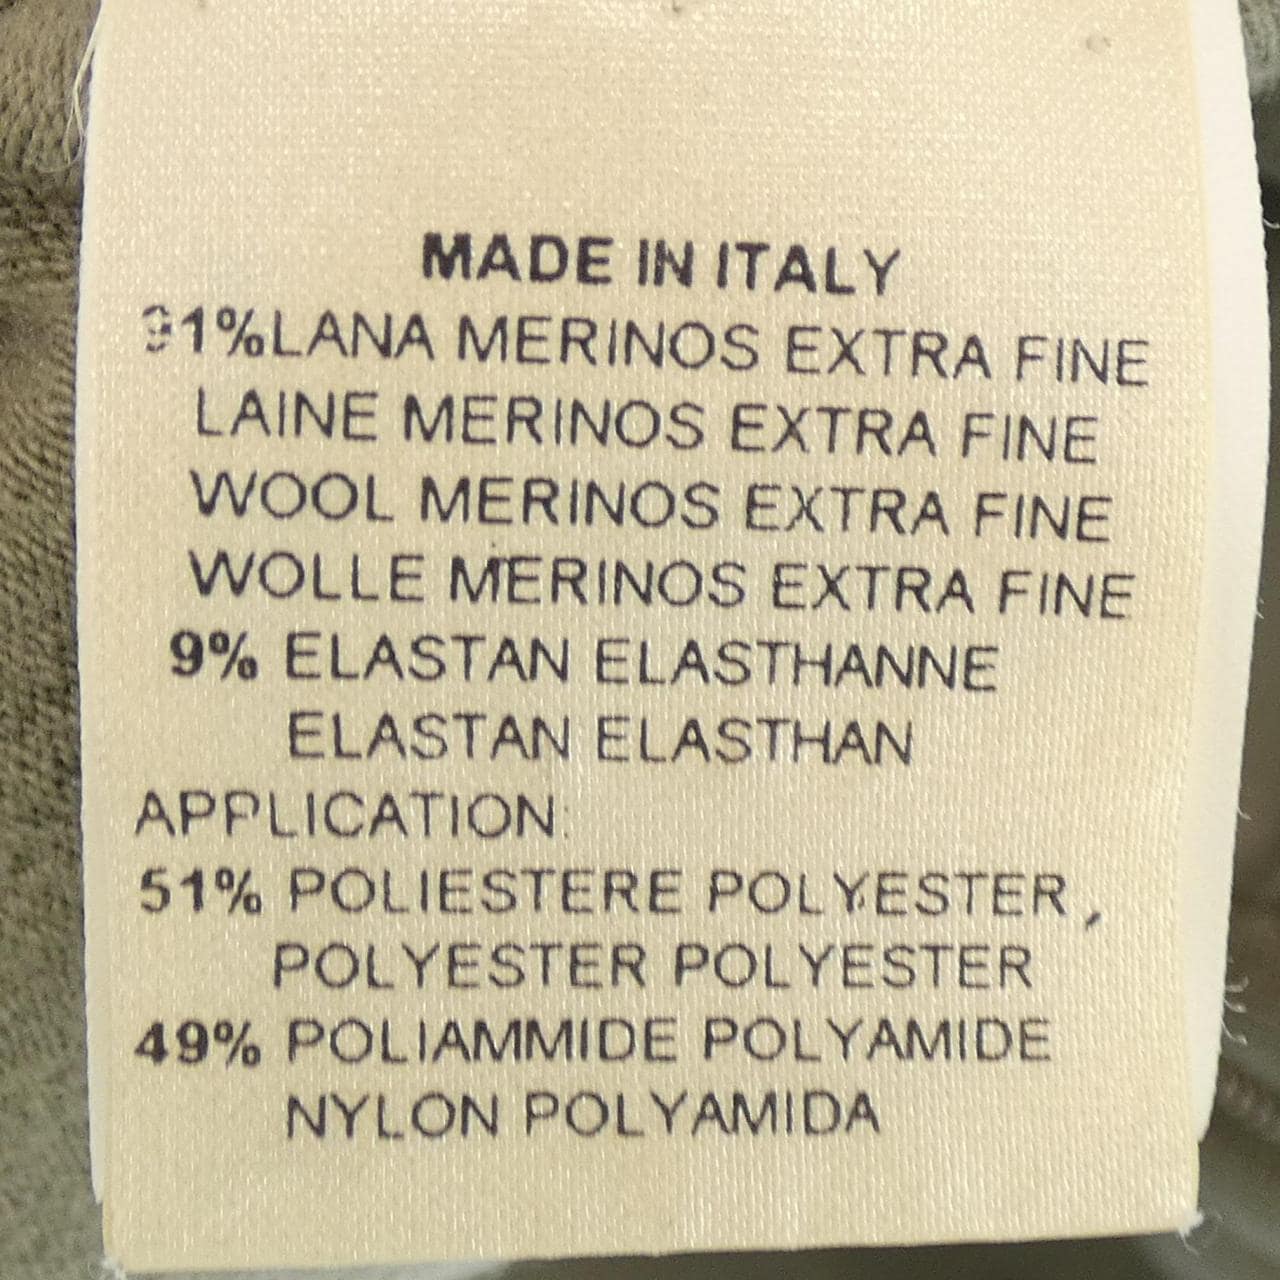 MADE IN ITALY
91%LANA MERINOS EXTRA FINE
LAINE MERINOS EXTRA FINE
WOOL MERINOS EXTRA FINE
WOLLE MERINOS EXTRA FINE
9% ELASTAN ELASTHANNE
ELASTAN ELASTHAN
APPLICATION:
51% POLIESTERE POLYESTER,
POLYESTER POLYESTER
49% POLIAMMIDE POLYAMIDE
NYLON POLYAMIDA